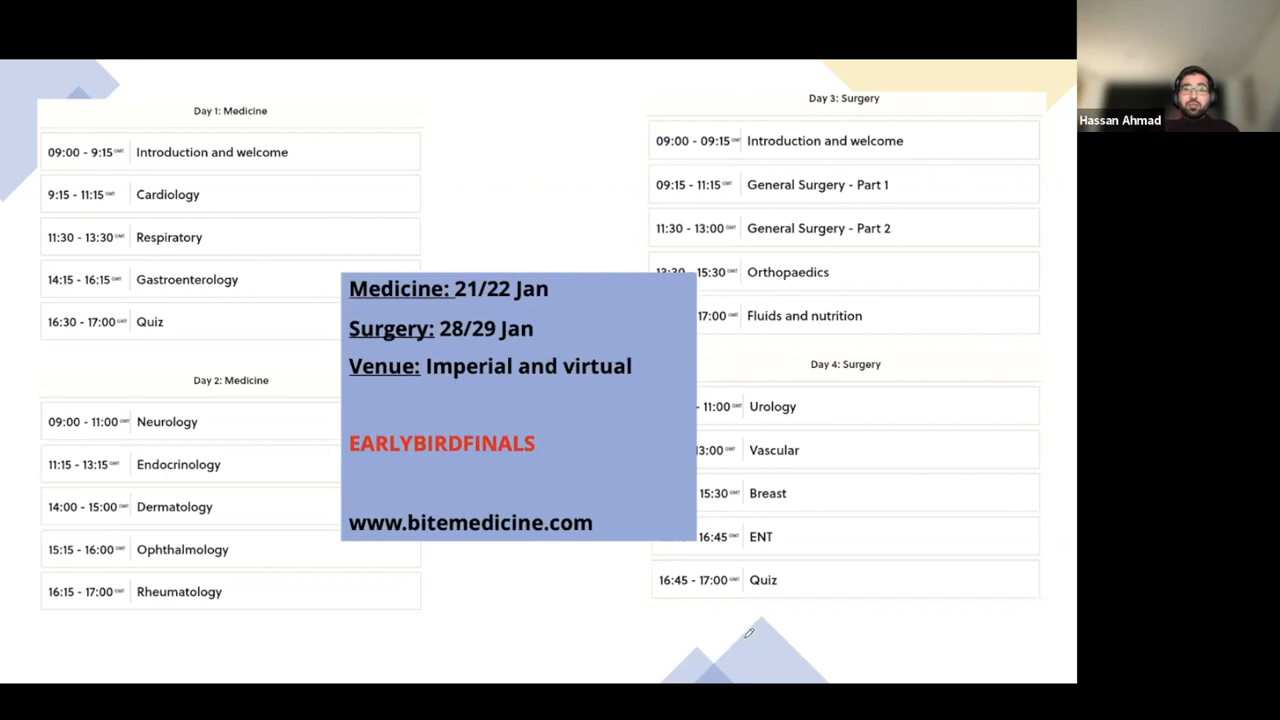 Day 1: Medicine
09:00 - 9:15 GMT Introduction and welcome
9:15 - 11:15 GMT Cardiology
11:30 - 13:30 GMT Respiratory
14:15 - 16:15 GMT Gastroenterology
16:30 - 17:00 GMT Quiz
Day 2: Medicine
09:00 - 11:00 GMT Neurology
11:15 - 13:15 GMT Endocrinology
14:00 - 15:00 GMT Dermatology
15:15 - 16:00 GMT Ophthalmology
16:15 - 17:00 GMT Rheumatology
Medicine: 21/22 Jan
Surgery: 28/29 Jan
Venue: Imperial and virtual
EARLYBIRDFINALS
www.bitemedicine.com
Day 3: Surgery
09:00 - 09:15 GMT Introduction and welcome
09:15 - 11:15 GMT General Surgery - Part 1
11:30 - 13:00 GMT General Surgery - Part 2
13:30 - 15:30 GMT Orthopaedics
17:00 GMT Fluids and nutrition
Day 4: Surgery
- 11:00 GMT Urology
13:00 GMT Vascular
15:30 GMT Breast
16:45 GMT ENT
16:45 - 17:00 GMT Quiz
Hassan Ahmad